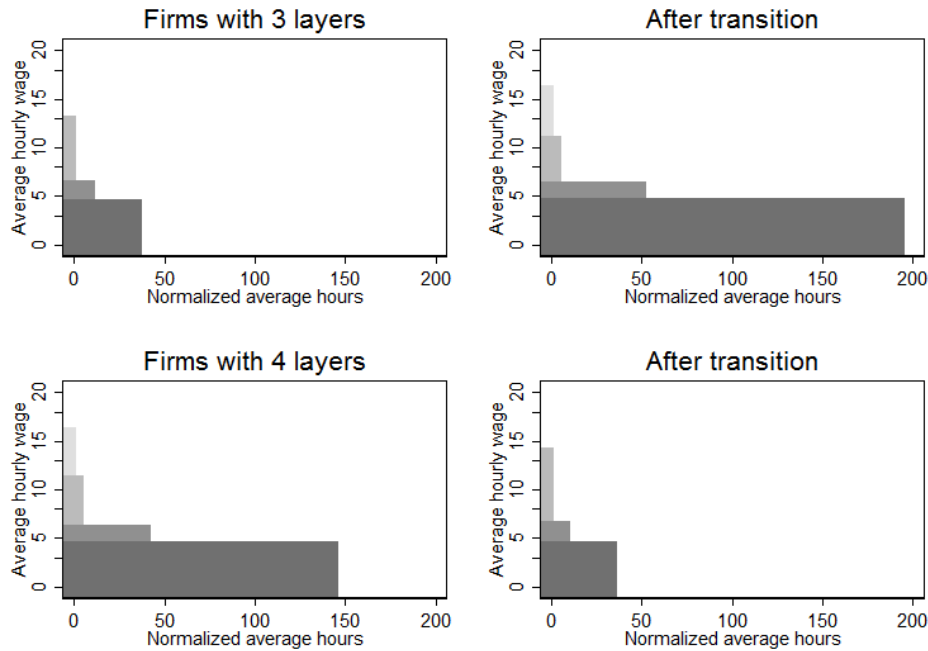 Firms with 3 layers
Average hourly wage
20
15
10
5
0
0 50 100 150 200
Normalized average hours
After transition
Average hourly wage
20
15
10
5
0
0 50 100 150 200
Normalized average hours
Firms with 4 layers
Average hourly wage
20
15
10
5
0
0 50 100 150 200
Normalized average hours
After transition
Average hourly wage
20
15
10
5
0
0 50 100 150 200
Normalized average hours